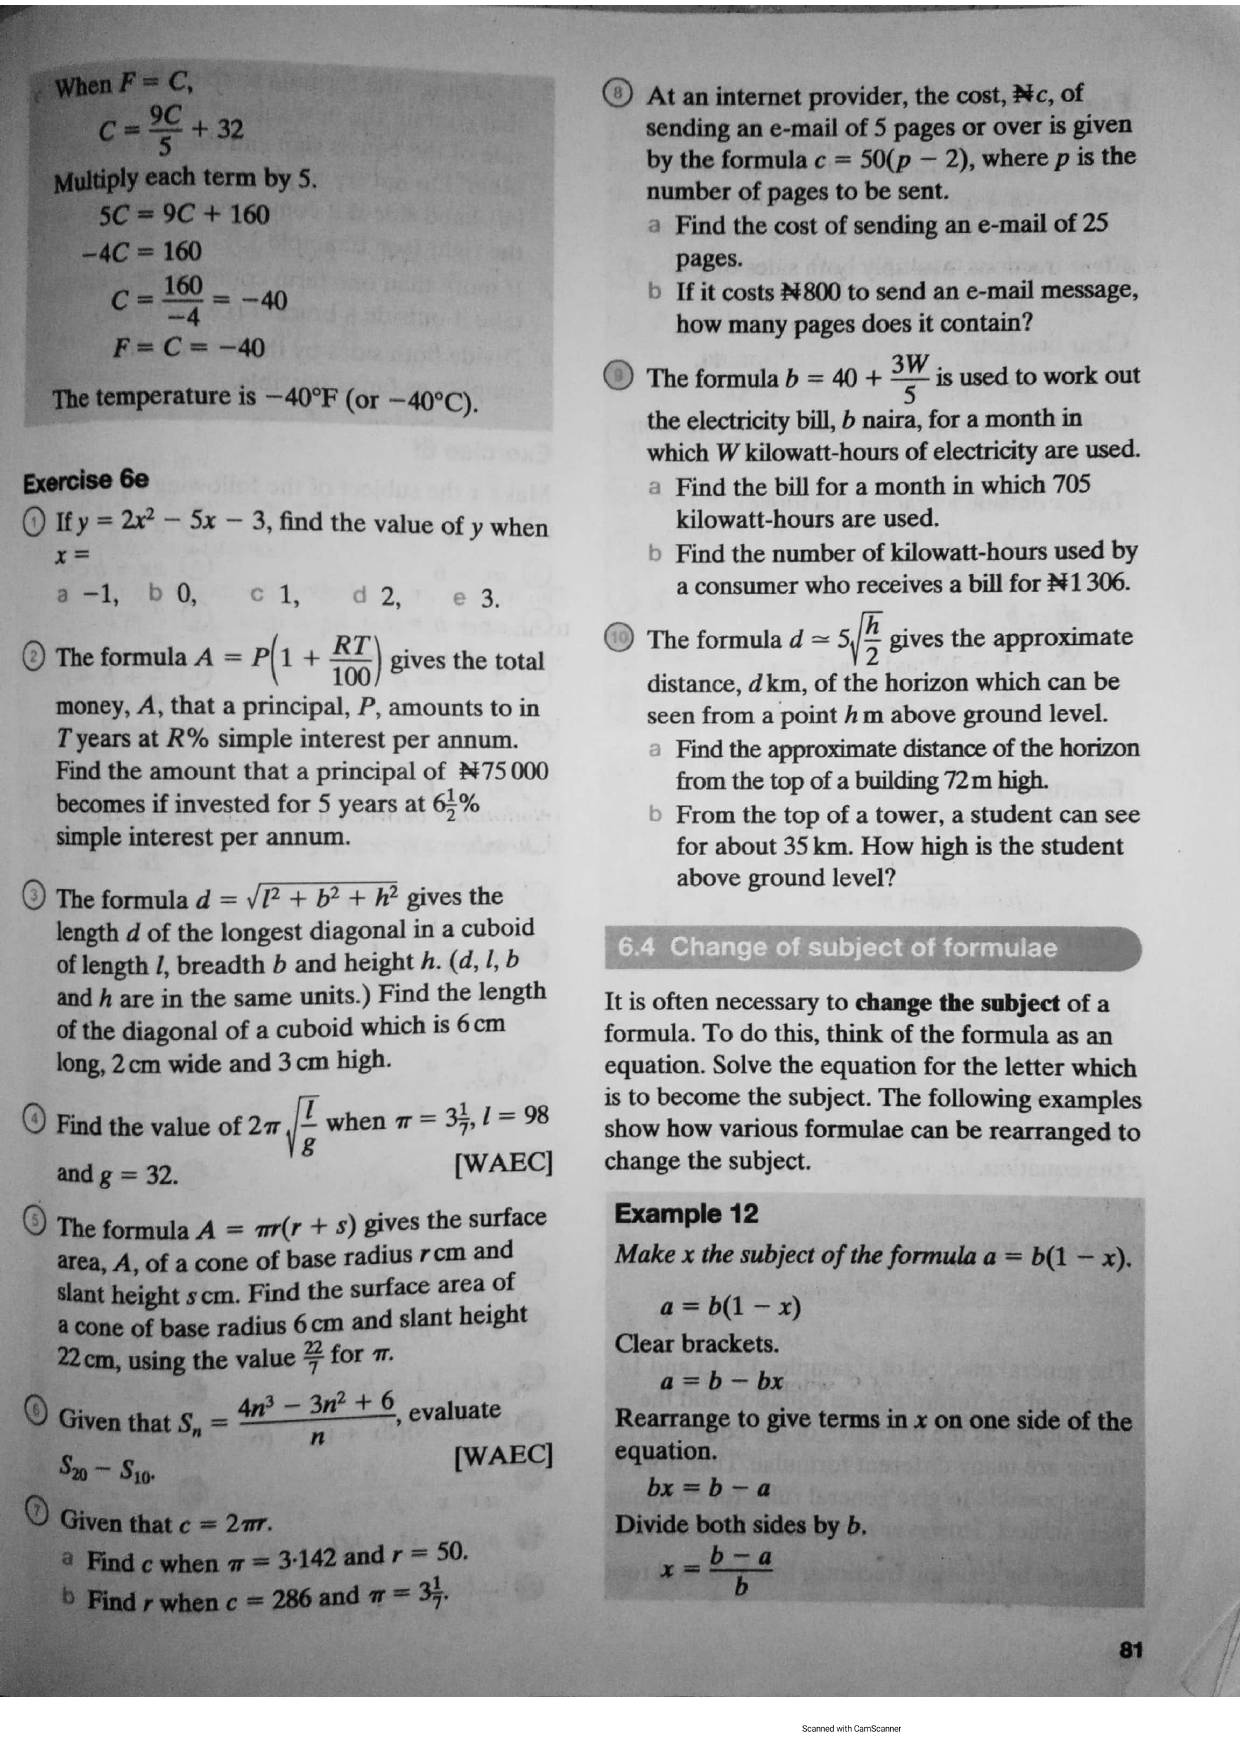 When F = C,
C = 9C/5 + 32
Multiply each term by 5.
5C = 9C + 160
−4C = 160
C = 160/−4 = −40
F = C = −40
The temperature is −40°F (or −40°C).
Exercise 6e
① If y = 2x² − 5x − 3, find the value of y when
x =
a −1, b 0, c 1, d 2, e 3.
② The formula A = P(1 + RT/100) gives the total
money, A, that a principal, P, amounts to in
T years at R% simple interest per annum.
Find the amount that a principal of ₦75 000
becomes if invested for 5 years at 6½%
simple interest per annum.
③ The formula d = √(l² + b² + h²) gives the
length d of the longest diagonal in a cuboid
of length l, breadth b and height h. (d, l, b
and h are in the same units.) Find the length
of the diagonal of a cuboid which is 6 cm
long, 2 cm wide and 3 cm high.
④ Find the value of 2π√(l/g) when π = 3 1/7, l = 98
and g = 32. [WAEC]
⑤ The formula A = πr(r + s) gives the surface
area, A, of a cone of base radius r cm and
slant height s cm. Find the surface area of
a cone of base radius 6 cm and slant height
22 cm, using the value 22/7 for π.
⑥ Given that Sₙ = (4n³ − 3n² + 6)/n, evaluate
S₂₀ − S₁₀. [WAEC]
⑦ Given that c = 2πr.
a Find c when π = 3·142 and r = 50.
b Find r when c = 286 and π = 3 1/7.
⑧ At an internet provider, the cost, ₦c, of
sending an e-mail of 5 pages or over is given
by the formula c = 50(p − 2), where p is the
number of pages to be sent.
a Find the cost of sending an e-mail of 25
pages.
b If it costs ₦800 to send an e-mail message,
how many pages does it contain?
⑨ The formula b = 40 + 3W/5 is used to work out
the electricity bill, b naira, for a month in
which W kilowatt-hours of electricity are used.
a Find the bill for a month in which 705
kilowatt-hours are used.
b Find the number of kilowatt-hours used by
a consumer who receives a bill for ₦1 306.
⑩ The formula d ≃ 5√(h/2) gives the approximate
distance, d km, of the horizon which can be
seen from a point h m above ground level.
a Find the approximate distance of the horizon
from the top of a building 72 m high.
b From the top of a tower, a student can see
for about 35 km. How high is the student
above ground level?
6.4 Change of subject of formulae
It is often necessary to change the subject of a
formula. To do this, think of the formula as an
equation. Solve the equation for the letter which
is to become the subject. The following examples
show how various formulae can be rearranged to
change the subject.
Example 12
Make x the subject of the formula a = b(1 − x).
a = b(1 − x)
Clear brackets.
a = b − bx
Rearrange to give terms in x on one side of the
equation.
bx = b − a
Divide both sides by b.
x = (b − a)/b
81
Scanned with CamScanner